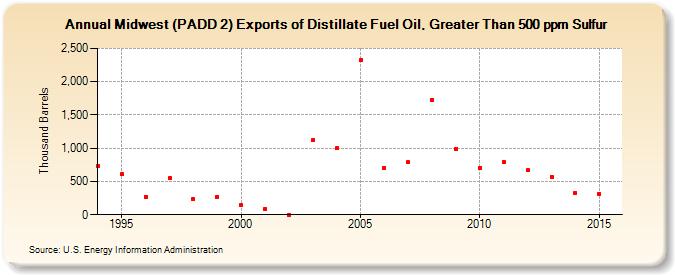 Annual Midwest (PADD 2) Exports of Distillate Fuel Oil, Greater Than 500 ppm Sulfur
Thousand Barrels
2,500
2,000
1,500
1,000
500
0
1995 2000 2005 2010 2015
Source: U.S. Energy Information Administration